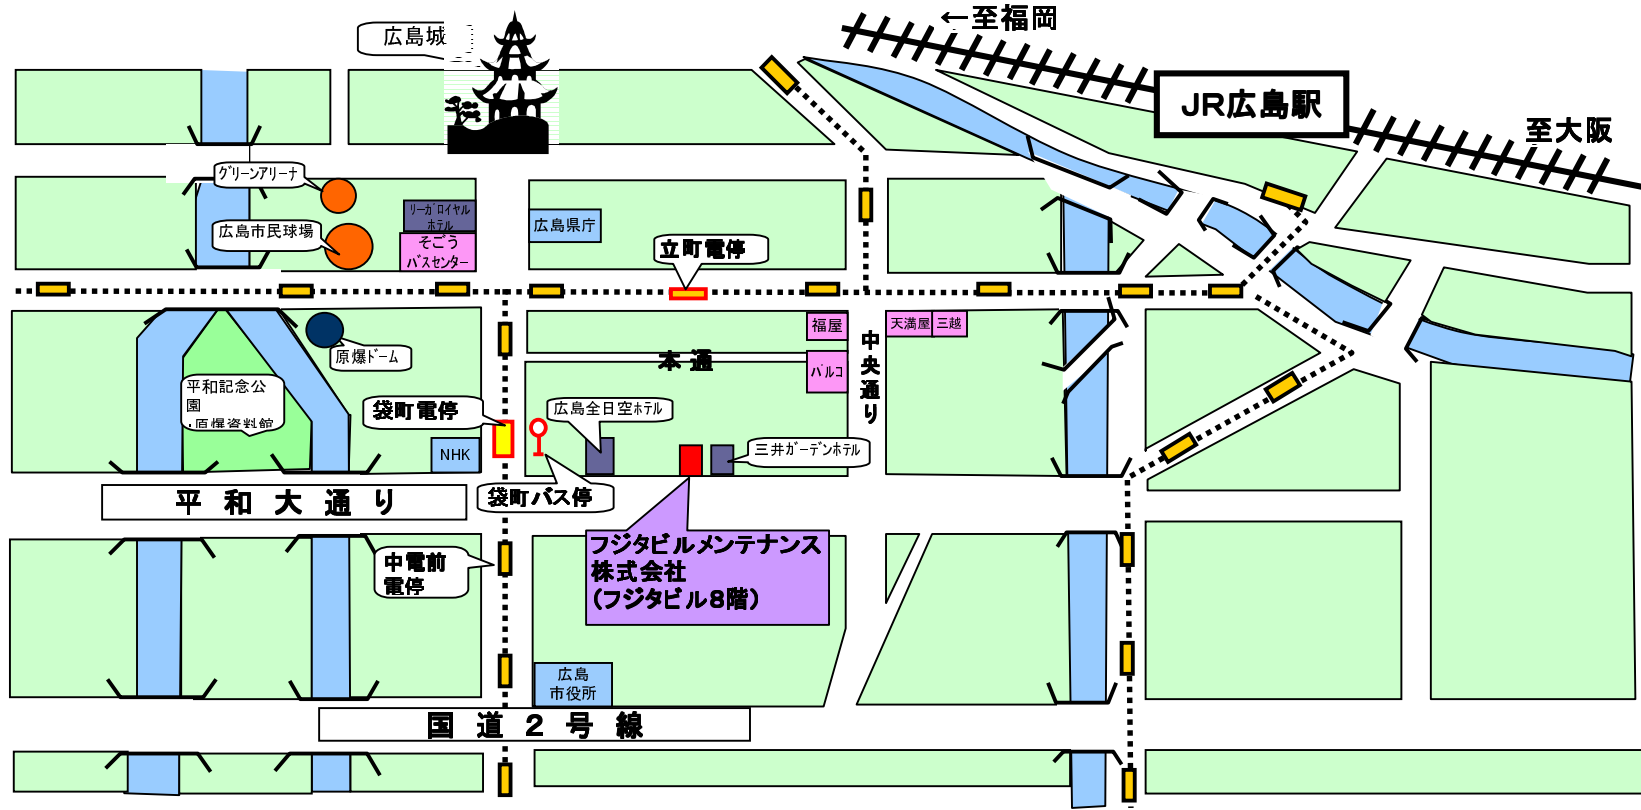 ←至福岡
広島城
JR広島駅
至大阪
グリーンアリーナ
リーガロイヤル
ホテル
広島市民球場
広島県庁
そごう
バスセンター
立町電停
福屋
天満屋
三越
中央通り
原爆ドーム
本通
パルコ
平和記念公
園
・原爆資料館
袋町電停
広島全日空ホテル
NHK
三井ガーデンホテル
平和大通り
袋町バス停
フジタビルメンテナンス
株式会社
(フジタビル8階)
中電前
電停
広島
市役所
国道2号線